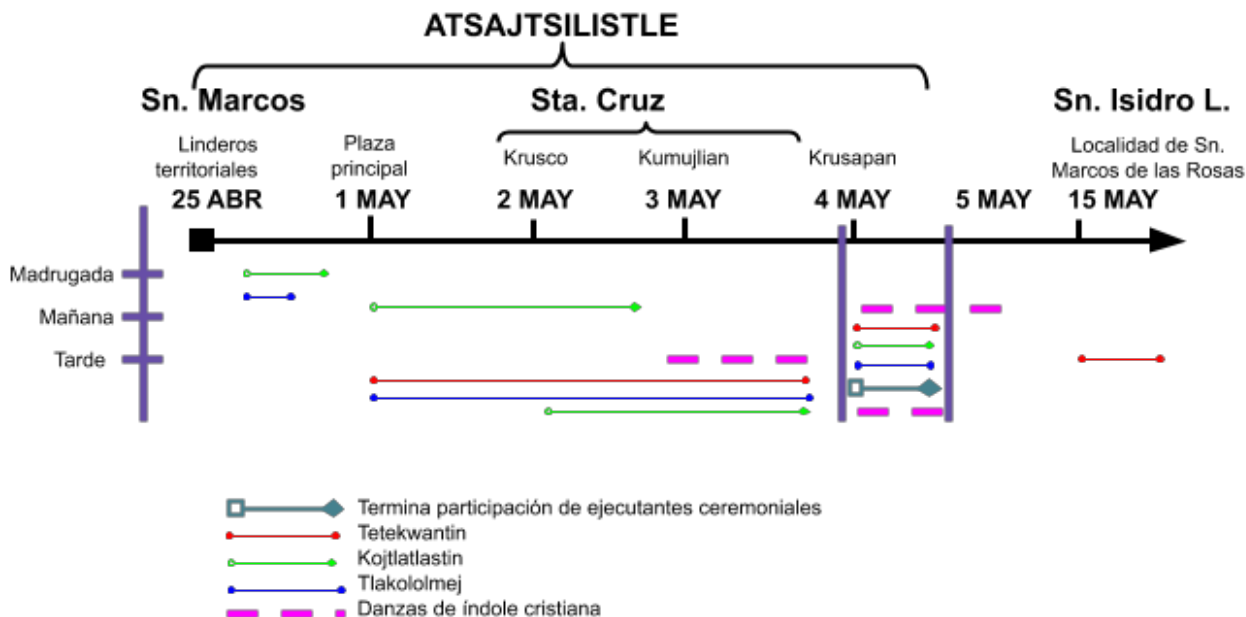 ATSAJTSILISTLE
Sn. Marcos
Sta. Cruz
Sn. Isidro L.
Linderos
territoriales
Plaza
principal
Krusco
Kumujlian
Krusapan
Localidad de Sn.
Marcos de las Rosas
25 ABR
1 MAY
2 MAY
3 MAY
4 MAY
5 MAY
15 MAY
Madrugada
Mañana
Tarde
Termina participación de ejecutantes ceremoniales
Tetekwantin
Kojtlatlastin
Tlakololmej
Danzas de índole cristiana